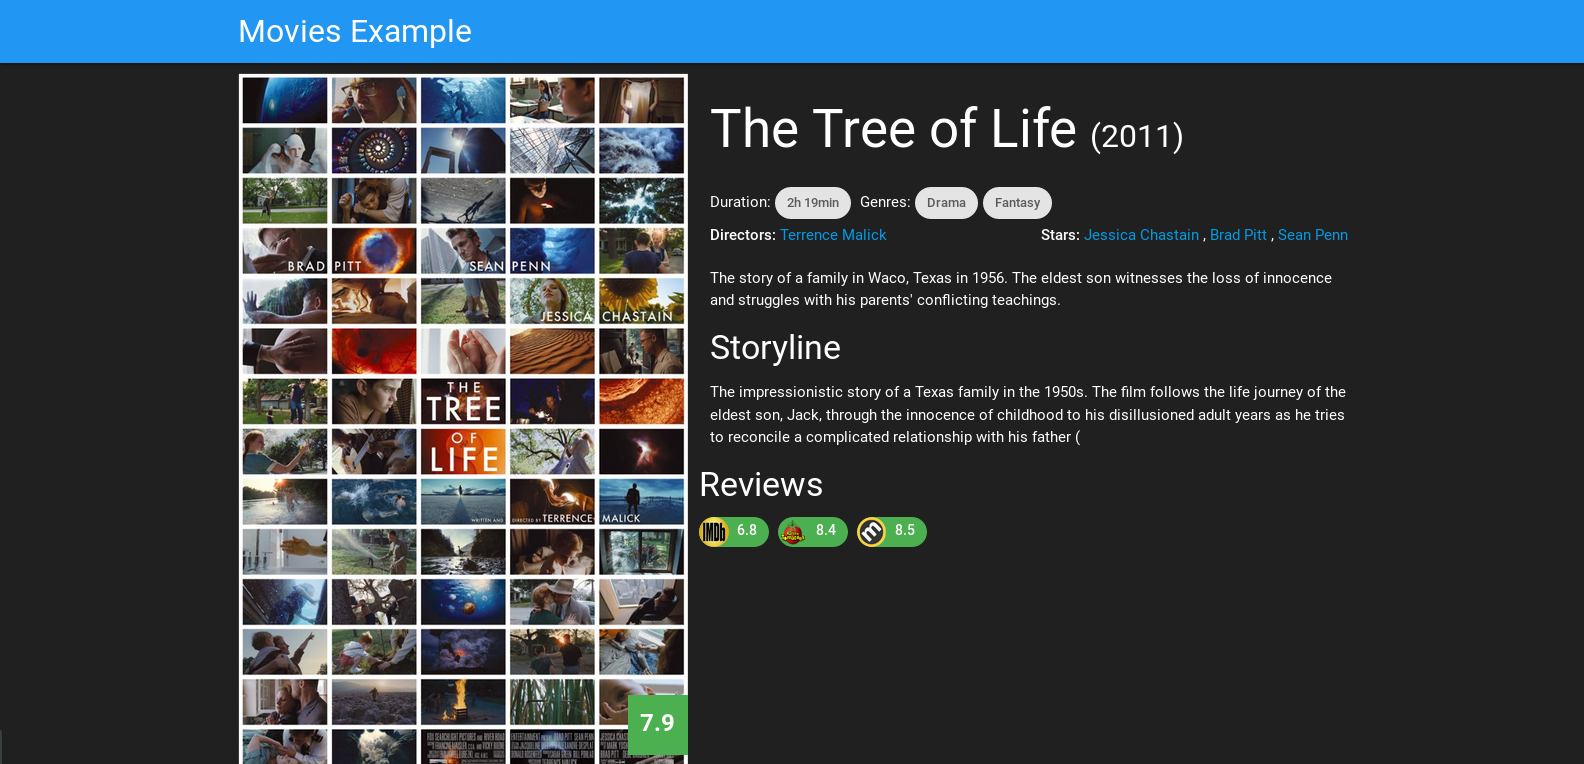 Movies Example
BRAD PITT SEAN PENN
JESSICA CHASTAIN
THE
TREE
OF
LIFE
WRITTEN AND DIRECTED BY TERRENCE MALICK
7.9
The Tree of Life (2011)
Duration: 2h 19min Genres: Drama Fantasy
Directors: Terrence Malick Stars: Jessica Chastain , Brad Pitt , Sean Penn
The story of a family in Waco, Texas in 1956. The eldest son witnesses the loss of innocence
and struggles with his parents' conflicting teachings.
Storyline
The impressionistic story of a Texas family in the 1950s. The film follows the life journey of the
eldest son, Jack, through the innocence of childhood to his disillusioned adult years as he tries
to reconcile a complicated relationship with his father (
Reviews
IMDb 6.8 m 8.4 8.5